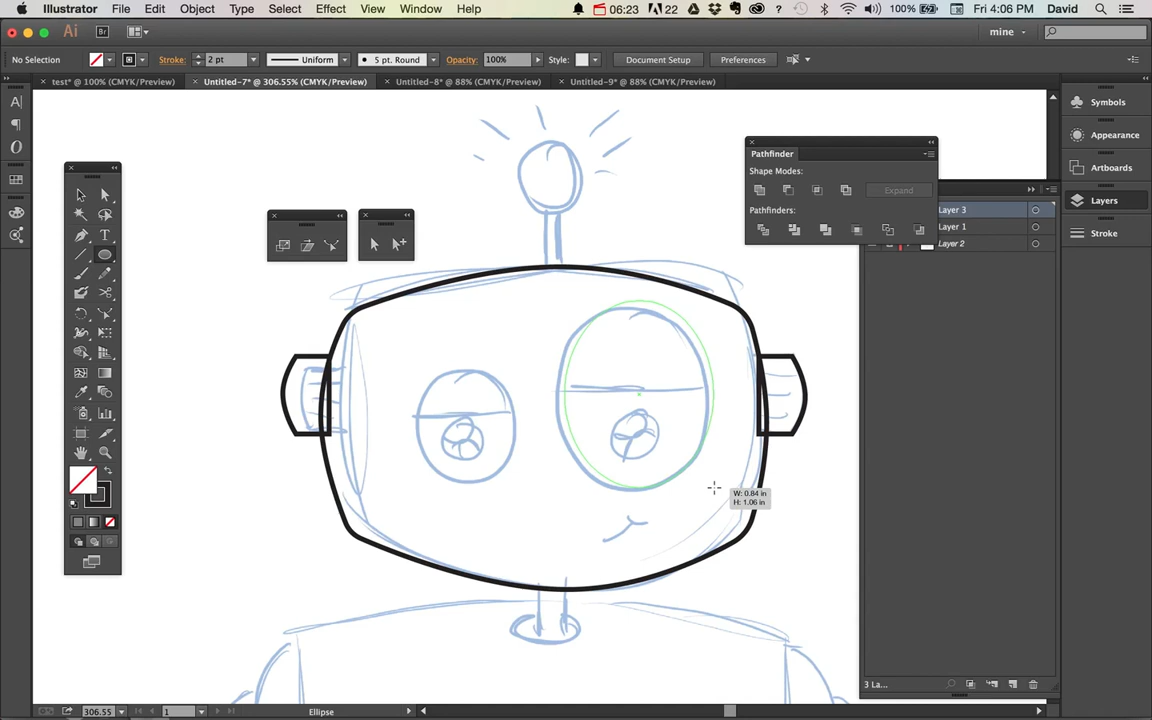 Illustrator File Edit Object Type Select Effect View Window Help 06:23 22 100% Fri 4:06 PM David
Ai Br mine
No Selection Stroke: 2 pt Uniform 5 pt. Round Opacity: 100% Style: Document Setup Preferences
test* @ 100% (CMYK/Preview) Untitled-7* @ 306.55% (CMYK/Preview) Untitled-8* @ 88% (CMYK/Preview) Untitled-9* @ 88% (CMYK/Preview)
Pathfinder
Shape Modes:
Expand
Pathfinders:
Symbols
Appearance
Artboards
Layers
Stroke
Layer 3
Layer 1
Layer 2
W: 0.84 in
H: 1.06 in
3 La...
306.55 1 Ellipse